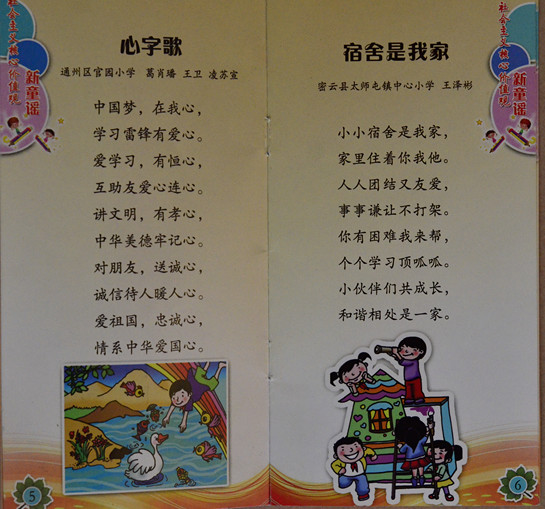 社会主义核心价值观
新童谣
心字歌
通州区官园小学 葛肖璠 王卫 凌苏室
中国梦，在我心，
学习雷锋有爱心。
爱学习，有恒心，
互助友爱心连心。
讲文明，有孝心，
中华美德牢记心。
对朋友，送诚心，
诚信待人暖人心。
爱祖国，忠诚心，
情系中华爱国心。
5
社会主义核心价值观
新童谣
宿舍是我家
密云县太师屯镇中心小学 王泽彬
小小宿舍是我家，
家里住着你我他。
人人团结又友爱，
事事谦让不打架。
你有困难我来帮，
个个学习顶呱呱。
小伙伴们共成长，
和谐相处是一家。
6